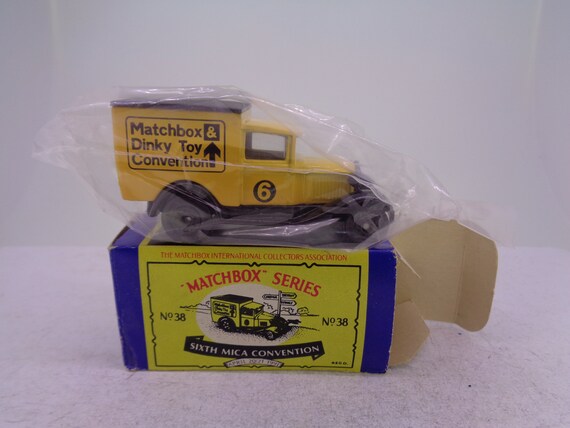 Matchbox &
Dinky Toy
Convention
6
THE MATCHBOX INTERNATIONAL COLLECTORS ASSOCIATION
"MATCHBOX" SERIES
Nº38
Nº38
SIXTH MICA CONVENTION